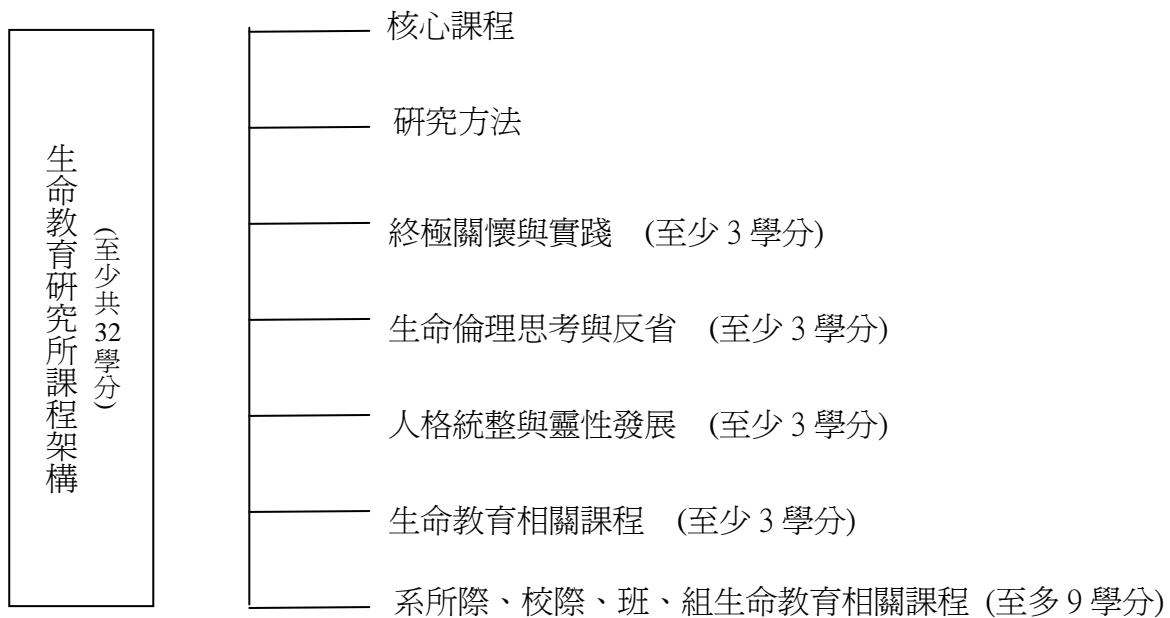 生命教育研究所課程架構
(至少共32學分)
核心課程
研究方法
終極關懷與實踐 (至少 3 學分)
生命倫理思考與反省 (至少 3 學分)
人格統整與靈性發展 (至少 3 學分)
生命教育相關課程 (至少 3 學分)
系所際、校際、班、組生命教育相關課程 (至多 9 學分)